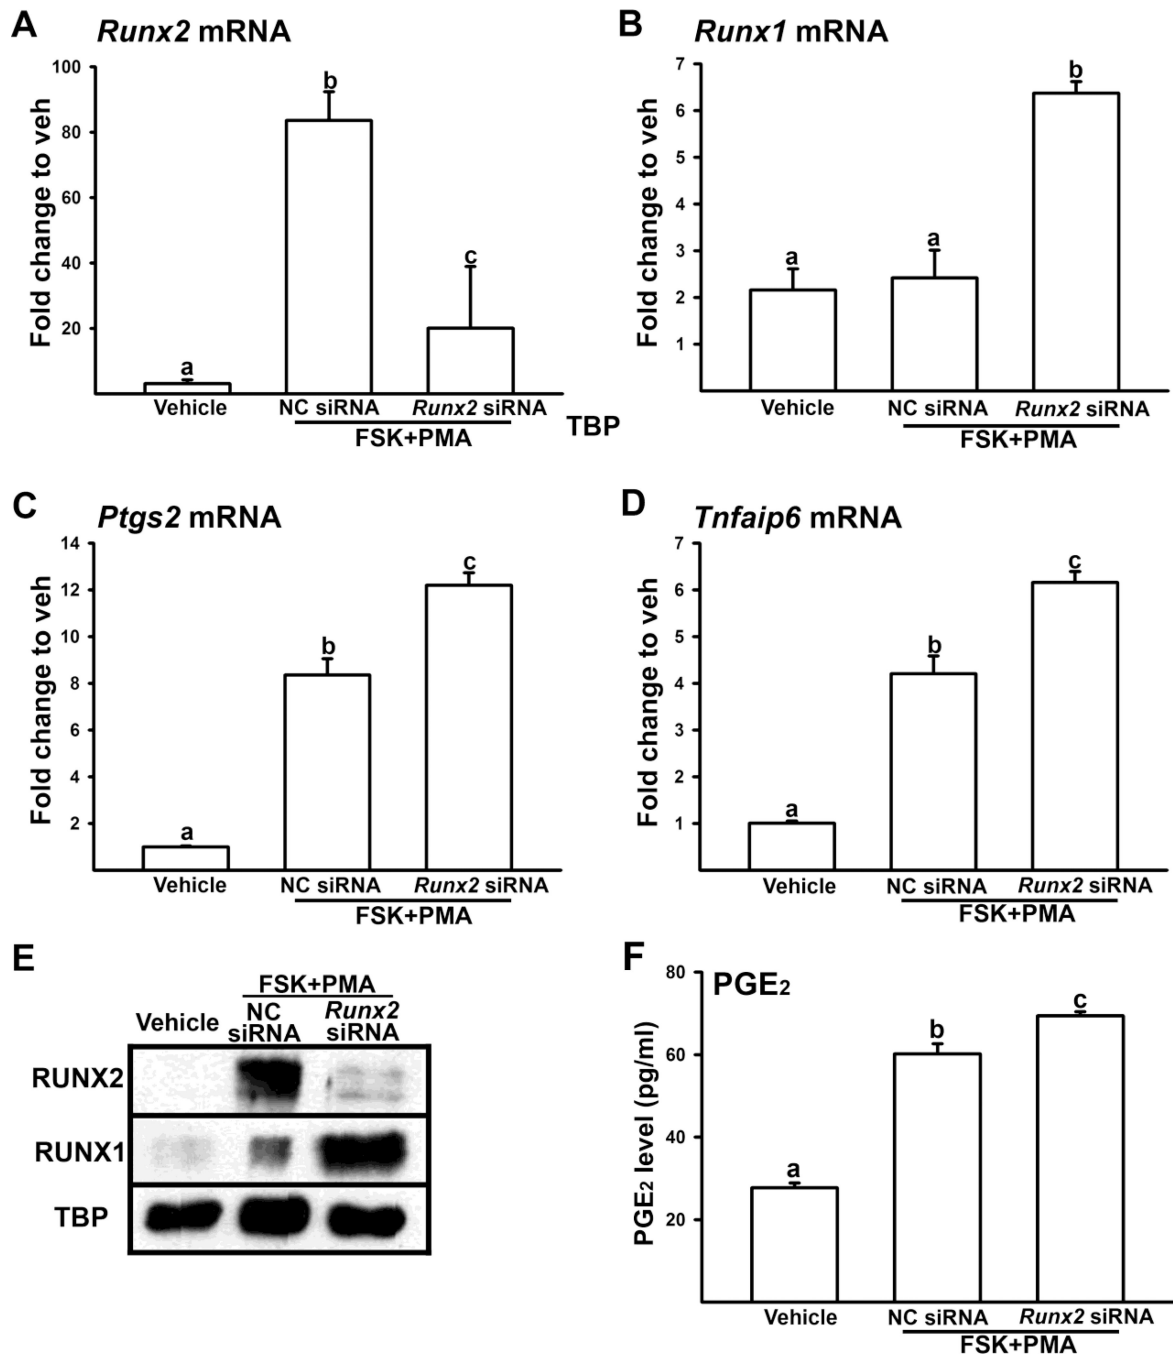 A
Runx2 mRNA
Fold change to veh
100
80
60
40
20
a
b
c
Vehicle
NC siRNA
Runx2 siRNA
FSK+PMA
TBP
B
Runx1 mRNA
Fold change to veh
7
6
5
4
3
2
1
a
a
b
Vehicle
NC siRNA
Runx2 siRNA
FSK+PMA
C
Ptgs2 mRNA
Fold change to veh
14
12
10
8
6
4
2
a
b
c
Vehicle
NC siRNA
Runx2 siRNA
FSK+PMA
D
Tnfaip6 mRNA
Fold change to veh
7
6
5
4
3
2
1
a
b
c
Vehicle
NC siRNA
Runx2 siRNA
FSK+PMA
E
FSK+PMA
Vehicle
NC
siRNA
Runx2
siRNA
RUNX2
RUNX1
TBP
F
PGE2
PGE2 level (pg/ml)
80
60
40
20
a
b
c
Vehicle
NC siRNA
Runx2 siRNA
FSK+PMA